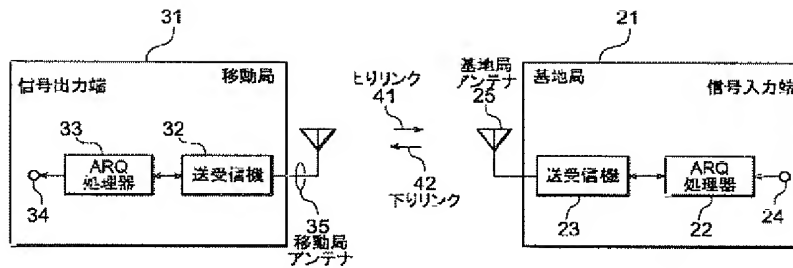 31
21
信号出力端
移動局
33
32
ARQ
処理器
送受信機
34
35
移動局
アンテナ
上りリンク
41
42
下りリンク
基地局
アンテナ
25
基地局
信号入力端
送受信機
ARQ
処理器
23
22
24